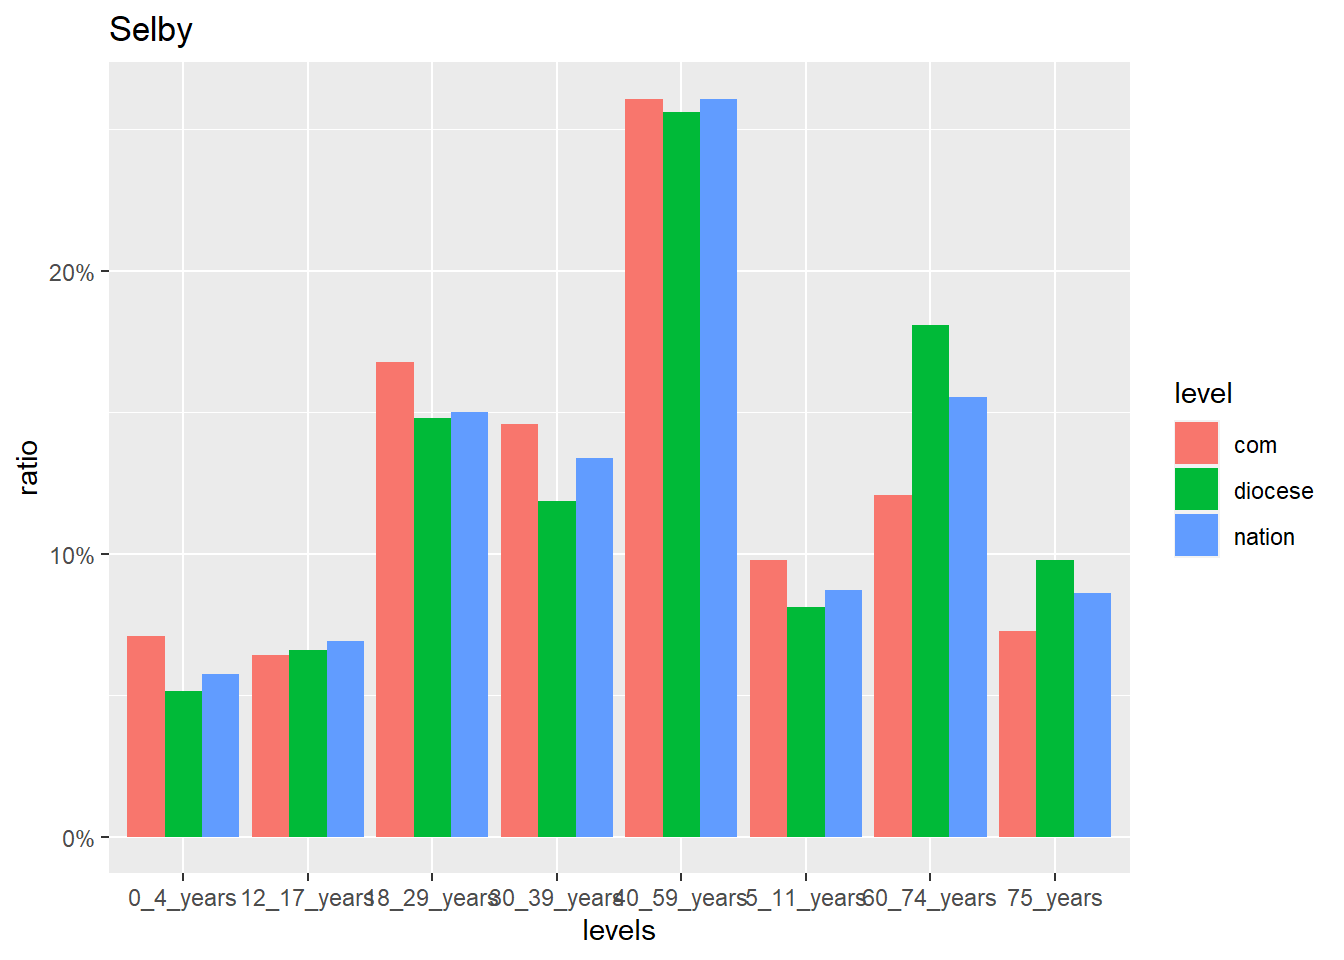 Selby
ratio
20%
10%
0%
0_4_years 12_17_years 18_29_years 30_39_years 40_59_years 5_11_years 60_74_years 75_years
levels
level
com
diocese
nation